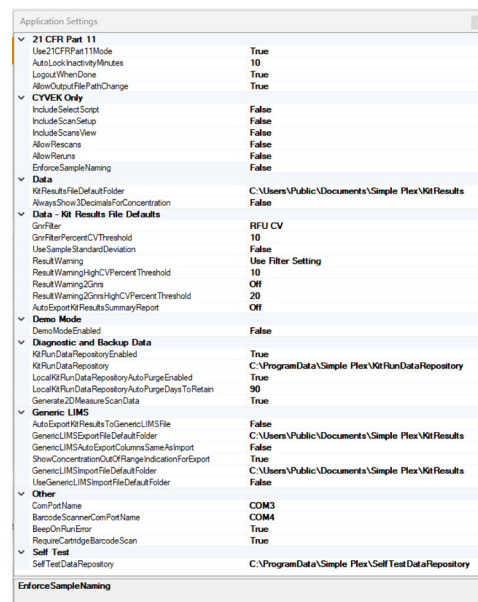 Application Settings
21 CFR Part 11
Use21CFRPart11Mode True
AutoLockInactivityMinutes 10
LogoutWhenDone True
AllowOutputFilePathChange True
CYVEK Only
IncludeSelectScript False
IncludeScanSetup False
IncludeScansView False
AllowRescans False
AllowReruns False
EnforceSampleNaming False
Data
KitResultsFileDefaultFolder C:\Users\Public\Documents\Simple Plex\KitResults
AlwaysShow3DecimalsForConcentration False
Data - Kit Results File Defaults
GnrFilter RFU CV
GnrFilterPercentCVThreshold 10
UseSampleStandardDeviation False
ResultWarning Use Filter Setting
ResultWarningHighCVPercentThreshold 10
ResultWarning2Gnrs Off
ResultWarning2GnrsHighCVPercentThreshold 20
AutoExportKitResultsSummaryReport Off
Demo Mode
DemoModeEnabled False
Diagnostic and Backup Data
KitRunDataRepositoryEnabled True
KitRunDataRepository C:\ProgramData\Simple Plex\KitRunDataRepository
LocalKitRunDataRepositoryAutoPurgeEnabled True
LocalKitRunDataRepositoryAutoPurgeDaysToRetain 90
Generate2DMeasureScanData True
Generic LIMS
AutoExportKitResultsToGenericLIMSFile False
GenericLIMSExportFileDefaultFolder C:\Users\Public\Documents\Simple Plex\KitResults
GenericLIMSAutoExportColumnsSameAsImport False
ShowConcentrationOutOfRangeIndicationForExport True
GenericLIMSImportFileDefaultFolder C:\Users\Public\Documents\Simple Plex\KitResults
UseGenericLIMSImportFileDefaultFolder False
Other
ComPortName COM3
BarcodeScannerComPortName COM4
BeepOnRunError True
RequireCartridgeBarcodeScan True
Self Test
SelfTestDataRepository C:\ProgramData\Simple Plex\SelfTestDataRepository
EnforceSampleNaming